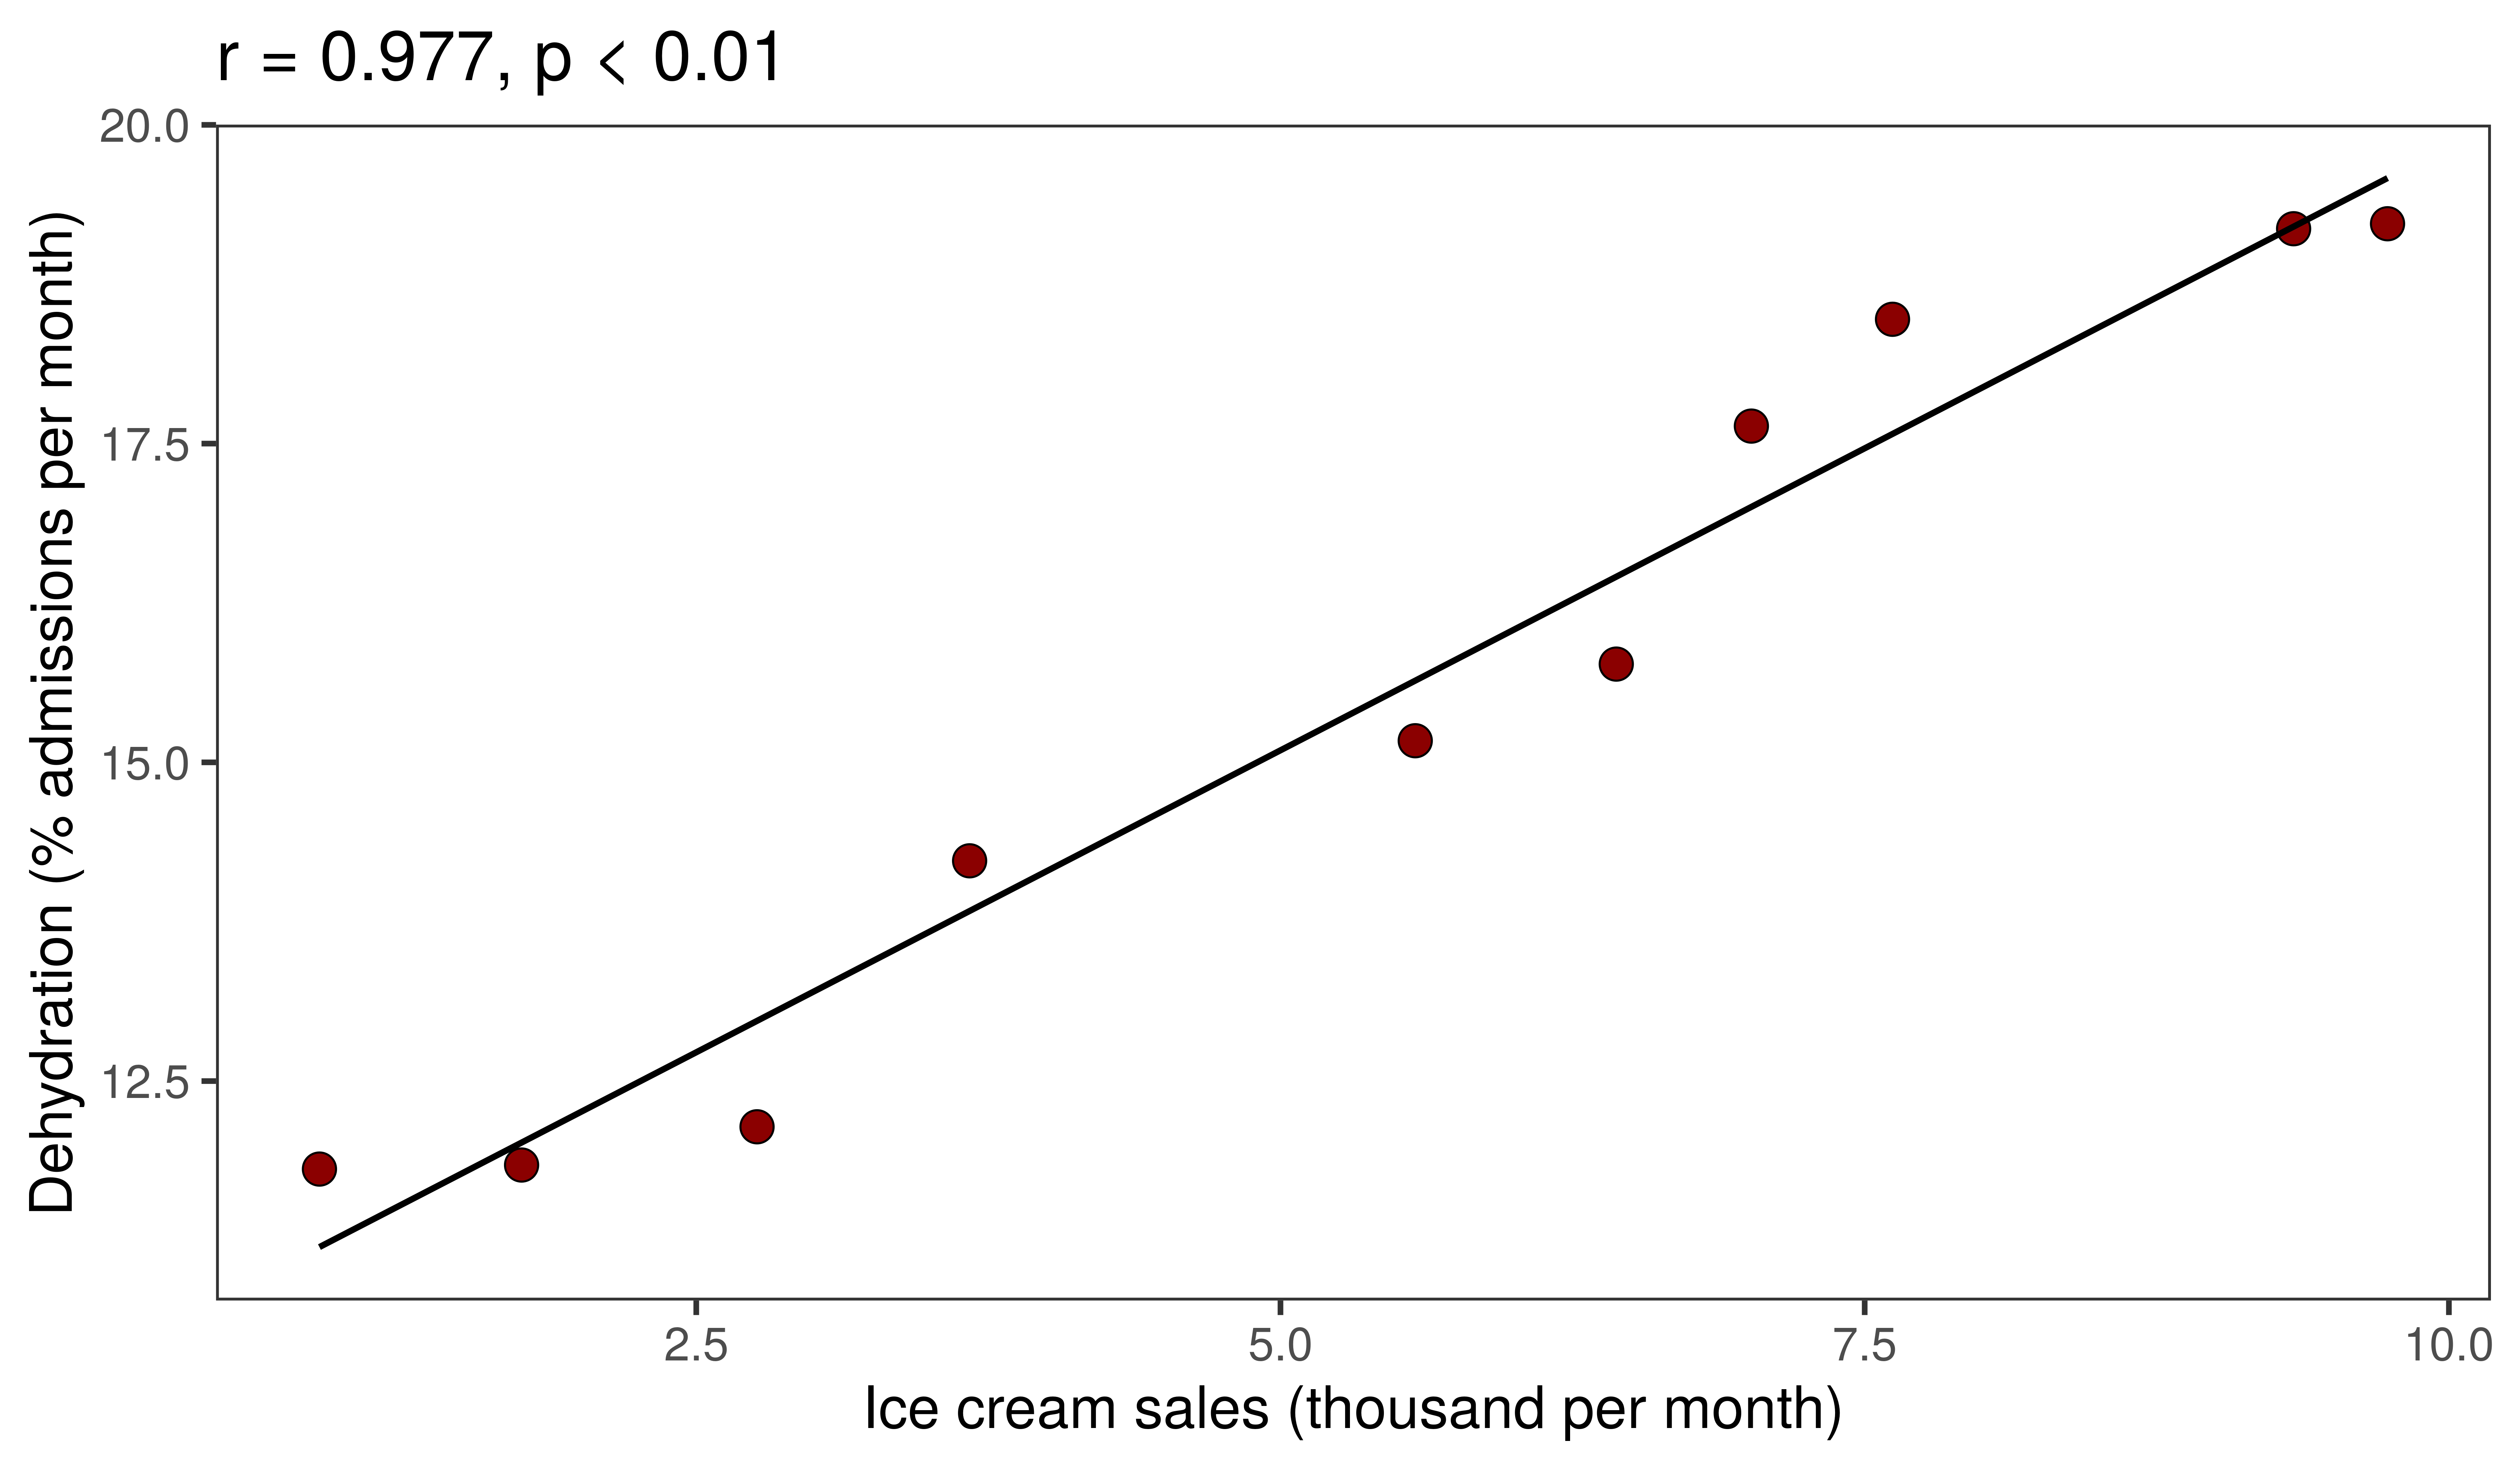 r = 0.977, p < 0.01
20.0
17.5
15.0
12.5
Dehydration (% admissions per month)
2.5 5.0 7.5 10.0
Ice cream sales (thousand per month)